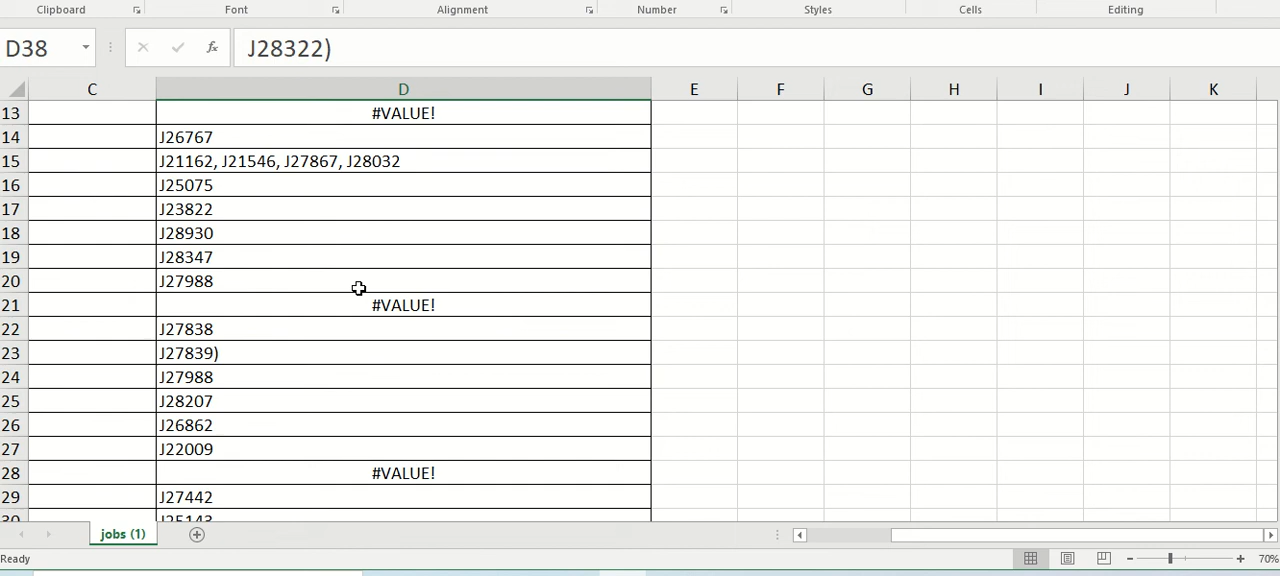 Clipboard Font Alignment Number Styles Cells Editing
D38 fx J28322)
C D E F G H I J K
13 #VALUE!
14 J26767
15 J21162, J21546, J27867, J28032
16 J25075
17 J23822
18 J28930
19 J28347
20 J27988
21 #VALUE!
22 J27838
23 J27839)
24 J27988
25 J28207
26 J26862
27 J22009
28 #VALUE!
29 J27442
30 J25143
jobs (1)
Ready 70%